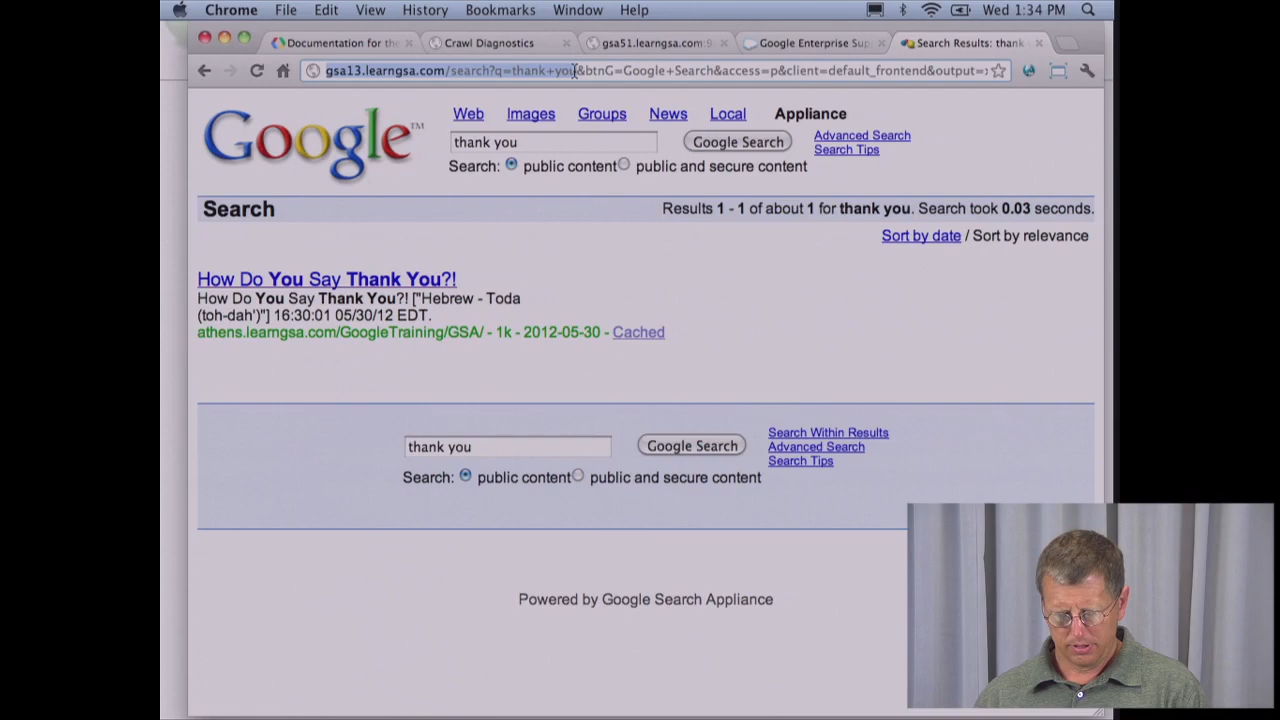 Chrome File Edit View History Bookmarks Window Help Wed 1:34 PM
Documentation for the Crawl Diagnostics gsa51.learngsa.com:9 Google Enterprise Sup Search Results: thank
gsa13.learngsa.com/search?q=thank+you&btnG=Google+Search&access=p&client=default_frontend&output=
Google™
Web Images Groups News Local Appliance
thank you Google Search Advanced Search
Search Tips
Search: public content public and secure content
Search Results 1 - 1 of about 1 for thank you. Search took 0.03 seconds.
Sort by date / Sort by relevance
How Do You Say Thank You?!
How Do You Say Thank You?! ["Hebrew - Toda
(toh-dah')"] 16:30:01 05/30/12 EDT.
athens.learngsa.com/GoogleTraining/GSA/ - 1k - 2012-05-30 - Cached
thank you Google Search Search Within Results
Advanced Search
Search Tips
Search: public content public and secure content
Powered by Google Search Appliance